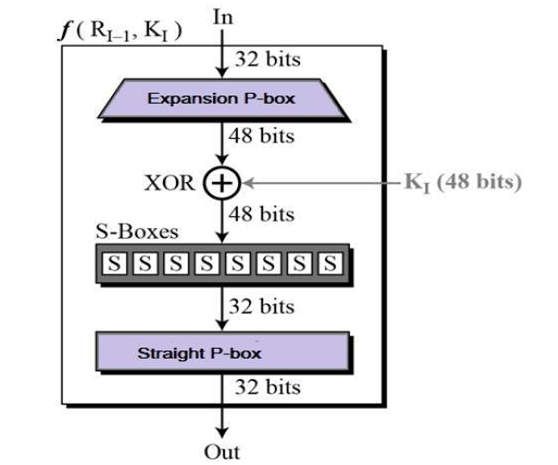 In
f ( R_I–1, K_I )
32 bits
Expansion P-box
48 bits
XOR + K_I (48 bits)
48 bits
S-Boxes
S S S S S S S S
32 bits
Straight P-box
32 bits
Out